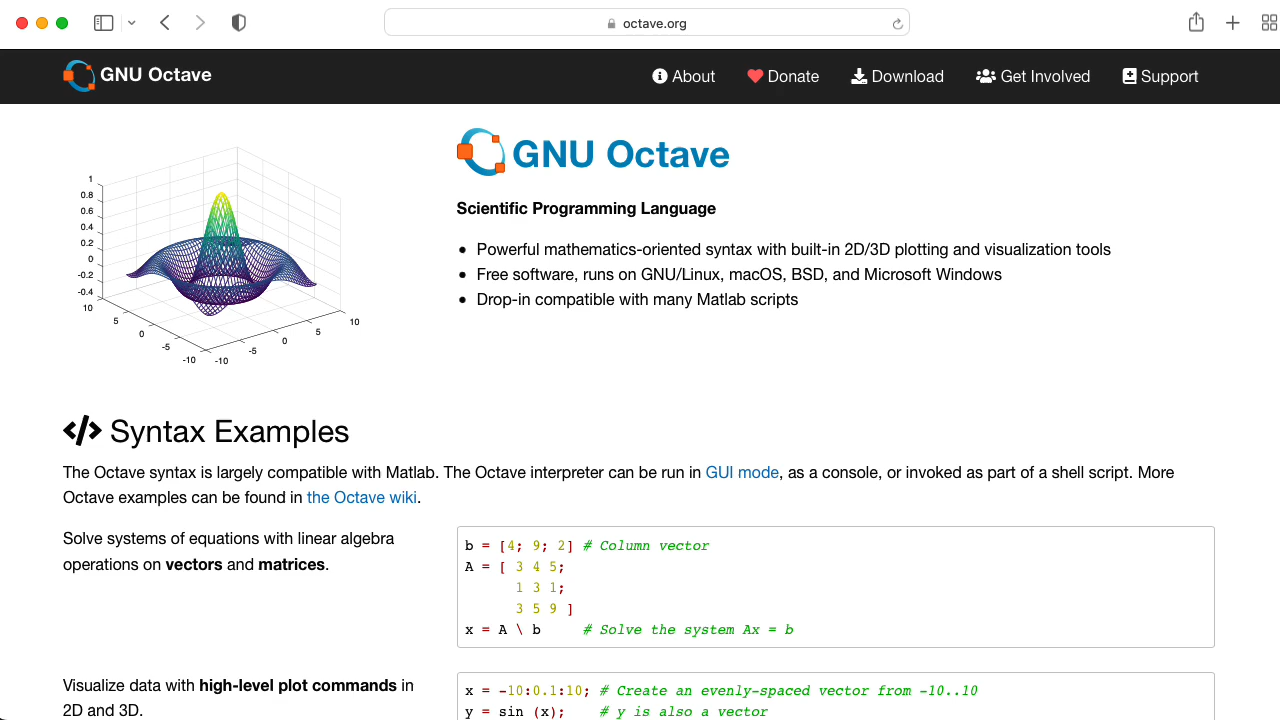 octave.org
GNU Octave
About Donate Download Get Involved Support
GNU Octave
Scientific Programming Language
• Powerful mathematics-oriented syntax with built-in 2D/3D plotting and visualization tools
• Free software, runs on GNU/Linux, macOS, BSD, and Microsoft Windows
• Drop-in compatible with many Matlab scripts
1
0.8
0.6
0.4
0.2
0
-0.2
-0.4
10
5
0
-5
-10
-10
-5
0
5
10
</> Syntax Examples
The Octave syntax is largely compatible with Matlab. The Octave interpreter can be run in GUI mode, as a console, or invoked as part of a shell script. More
Octave examples can be found in the Octave wiki.
Solve systems of equations with linear algebra
operations on vectors and matrices.
b = [4; 9; 2] # Column vector
A = [ 3 4 5;
      1 3 1;
      3 5 9 ]
x = A \ b     # Solve the system Ax = b
Visualize data with high-level plot commands in
2D and 3D.
x = -10:0.1:10; # Create an evenly-spaced vector from -10..10
y = sin (x);    # y is also a vector